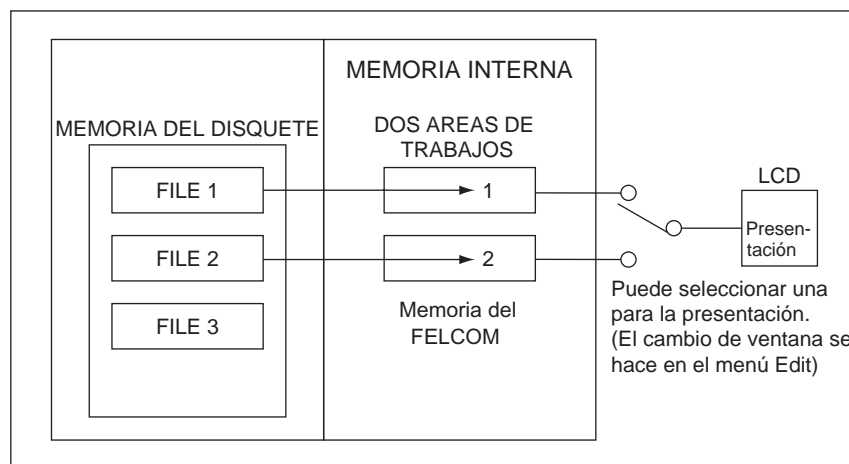 MEMORIA INTERNA
MEMORIA DEL DISQUETE
DOS AREAS DE
TRABAJOS
FILE 1
1
FILE 2
2
FILE 3
Memoria del
FELCOM
LCD
Presen-
tación
Puede seleccionar una
para la presentación.
(El cambio de ventana se
hace en el menú Edit)